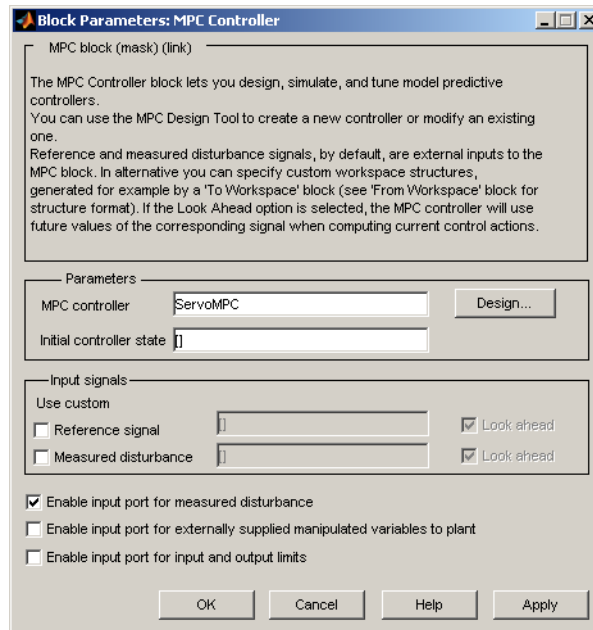 Block Parameters: MPC Controller
MPC block (mask) (link)
The MPC Controller block lets you design, simulate, and tune model predictive
controllers.
You can use the MPC Design Tool to create a new controller or modify an existing
one.
Reference and measured disturbance signals, by default, are external inputs to the
MPC block. In alternative you can specify custom workspace structures,
generated for example by a 'To Workspace' block (see 'From Workspace' block for
structure format). If the Look Ahead option is selected, the MPC controller will use
future values of the corresponding signal when computing current control actions.
Parameters
MPC controller ServoMPC Design...
Initial controller state []
Input signals
Use custom
Reference signal [] Look ahead
Measured disturbance [] Look ahead
Enable input port for measured disturbance
Enable input port for externally supplied manipulated variables to plant
Enable input port for input and output limits
OK Cancel Help Apply